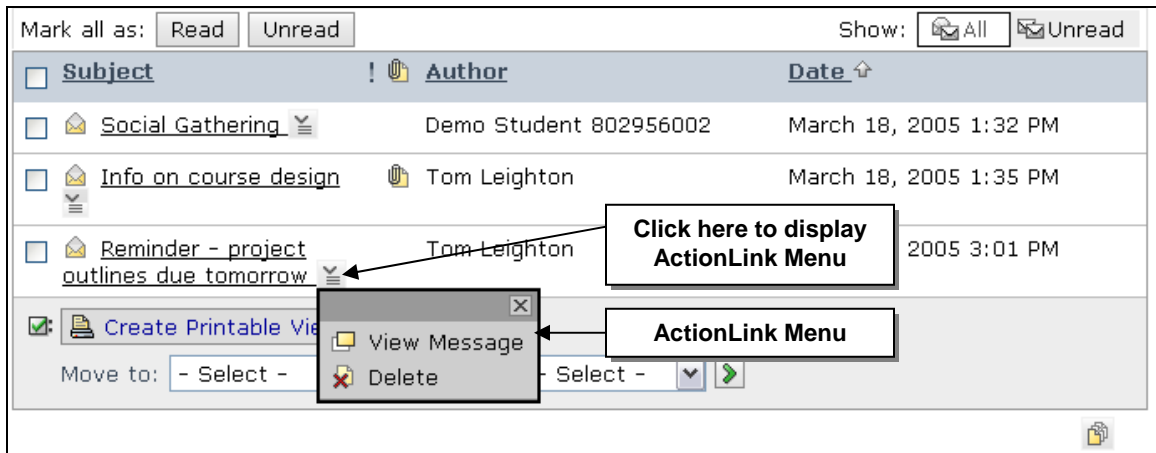 Mark all as: Read Unread Show: All Unread
Subject ! Author Date
Social Gathering Demo Student 802956002 March 18, 2005 1:32 PM
Info on course design Tom Leighton March 18, 2005 1:35 PM
Reminder - project Tom Leighton 2005 3:01 PM
outlines due tomorrow
Click here to display
ActionLink Menu
Create Printable Vie
View Message
ActionLink Menu
Move to: - Select - - Select -
Delete